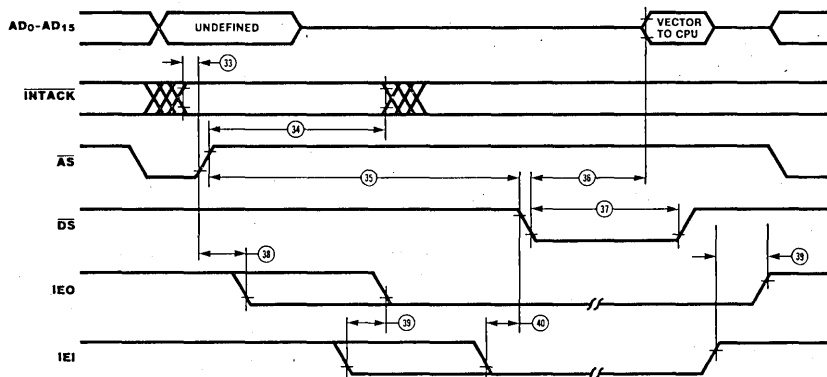 AD0-AD15
UNDEFINED
VECTOR
TO CPU
33
INTACK
34
AS
35
36
DS
37
38
39
IEO
39
40
IEI